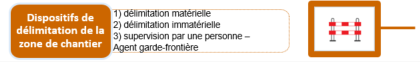 Dispositifs de
délimitation de la
zone de chantier
1) délimitation matérielle
2) délimitation immatérielle
3) supervision par une personne –
Agent garde-frontière